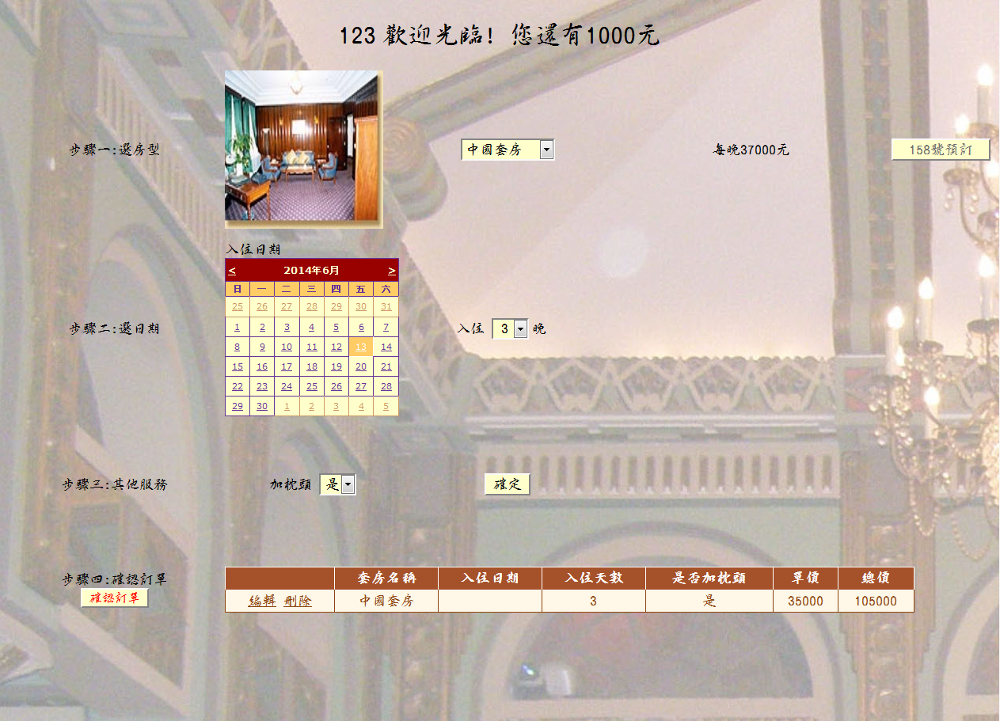 123 歡迎光臨! 您還有1000元
步驟一:選房型
中國套房
每晚37000元
158號預訂
入住日期
< 2014年6月 >
日 一 二 三 四 五 六
25 26 27 28 29 30 31
1 2 3 4 5 6 7
8 9 10 11 12 13 14
15 16 17 18 19 20 21
22 23 24 25 26 27 28
29 30 1 2 3 4 5
步驟二:選日期
入住 3 晚
步驟三:其他服務
加枕頭 是
確定
步驟四:確認訂單
確認訂單
套房名稱 入住日期 入住天數 是否加枕頭 單價 總價
編輯 刪除 中國套房 3 是 35000 105000